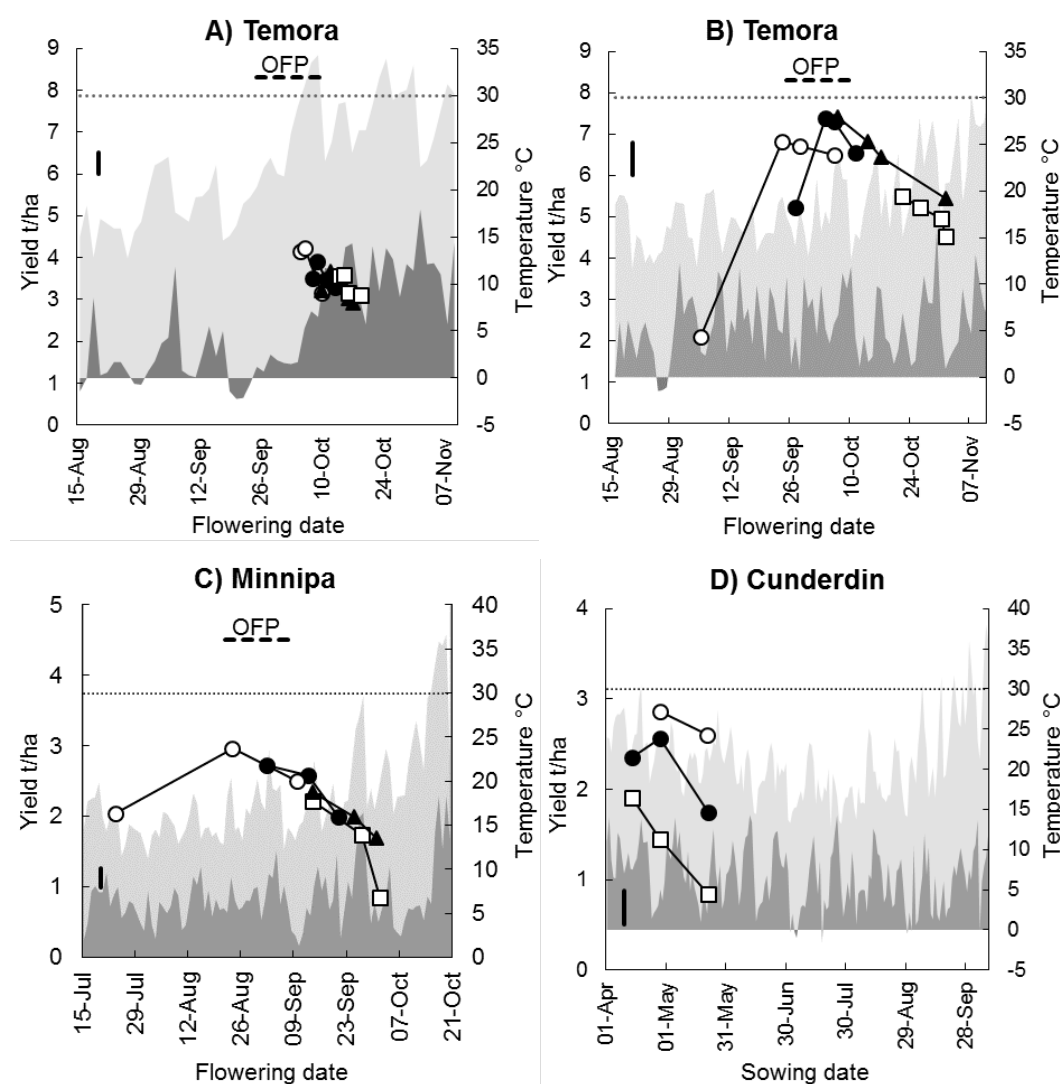 A) Temora
OFP
9
8
7
6
5
4
3
2
1
0
Yield t/ha
35
30
25
20
15
10
5
0
-5
Temperature °C
15-Aug
29-Aug
12-Sep
26-Sep
10-Oct
24-Oct
07-Nov
Flowering date
B) Temora
OFP
9
8
7
6
5
4
3
2
1
0
Yield t/ha
35
30
25
20
15
10
5
0
-5
Temperature °C
15-Aug
29-Aug
12-Sep
26-Sep
10-Oct
24-Oct
07-Nov
Flowering date
C) Minnipa
OFP
5
4
3
2
1
0
Yield t/ha
40
35
30
25
20
15
10
5
0
Temperature °C
15-Jul
29-Jul
12-Aug
26-Aug
09-Sep
23-Sep
07-Oct
21-Oct
Flowering date
D) Cunderdin
4
3
2
1
0
Yield t/ha
40
35
30
25
20
15
10
5
0
-5
Temperature °C
01-Apr
01-May
31-May
30-Jun
30-Jul
29-Aug
28-Sep
Sowing date